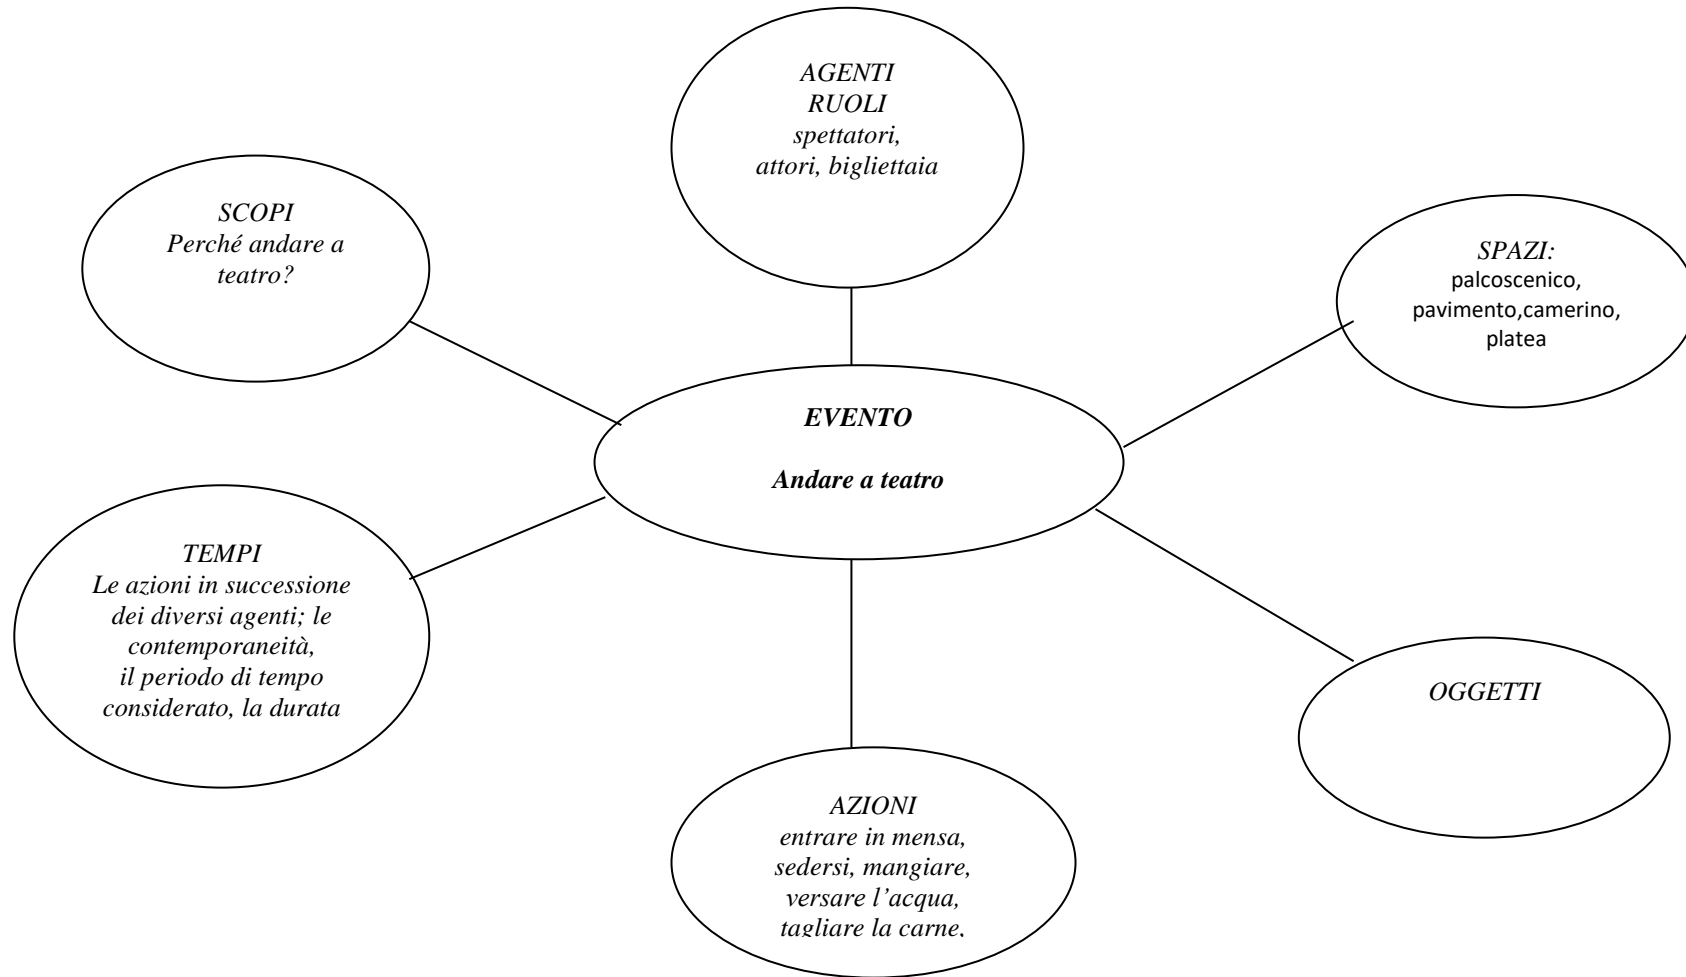 AGENTI
RUOLI
spettatori,
attori, bigliettaia
SCOPI
Perché andare a
teatro?
SPAZI:
palcoscenico,
pavimento,camerino,
platea
EVENTO
Andare a teatro
TEMPI
Le azioni in successione
dei diversi agenti; le
contemporaneità,
il periodo di tempo
considerato, la durata
OGGETTI
AZIONI
entrare in mensa,
sedersi, mangiare,
versare l’acqua,
tagliare la carne,